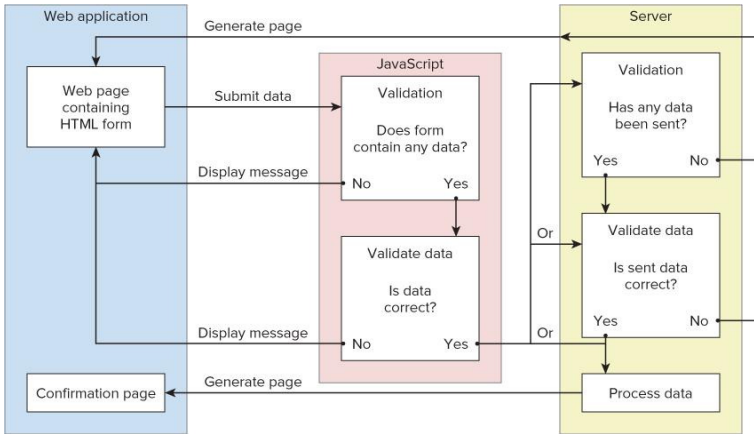 Web application
Server
Generate page
JavaScript
Web page
containing
HTML form
Submit data
Validation
Does form
contain any data?
No
Yes
Validation
Has any data
been sent?
Yes
No
Display message
Validate data
Is data
correct?
No
Yes
Or
Validate data
Is sent data
correct?
Yes
No
Display message
Or
Confirmation page
Generate page
Process data